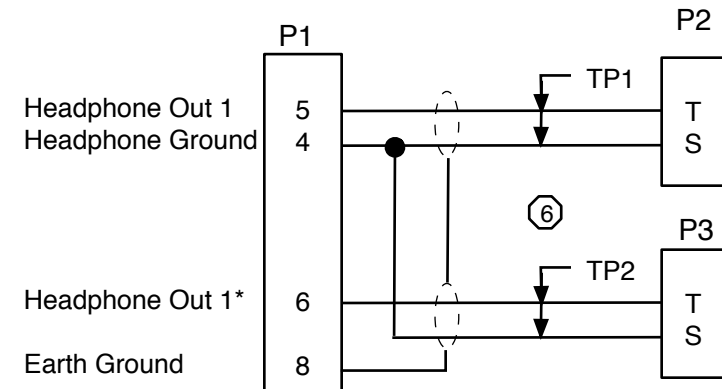 P2
P1
TP1
Headphone Out 1 5 T
Headphone Ground 4 S
6
P3
TP2
Headphone Out 1* 6 T
S
Earth Ground 8